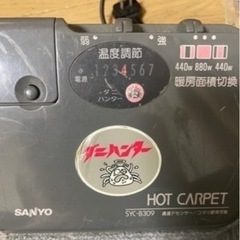 弱 強
温度調節
1 2 3 4 5 6 7
電源
ダニ
ハンター
440W 880W 440W
暖房面積切換
ダニハンター
HOT CARPET
SANYO
SYC-B309